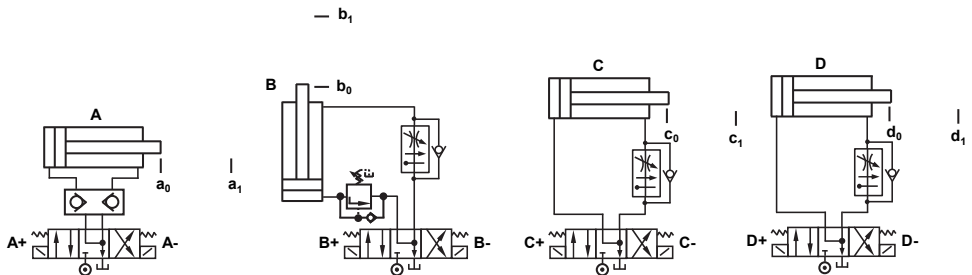 b₁
B
b₀
C
D
A
c₀
c₁
d₀
d₁
a₀
a₁
A+
A-
B+
B-
C+
C-
D+
D-